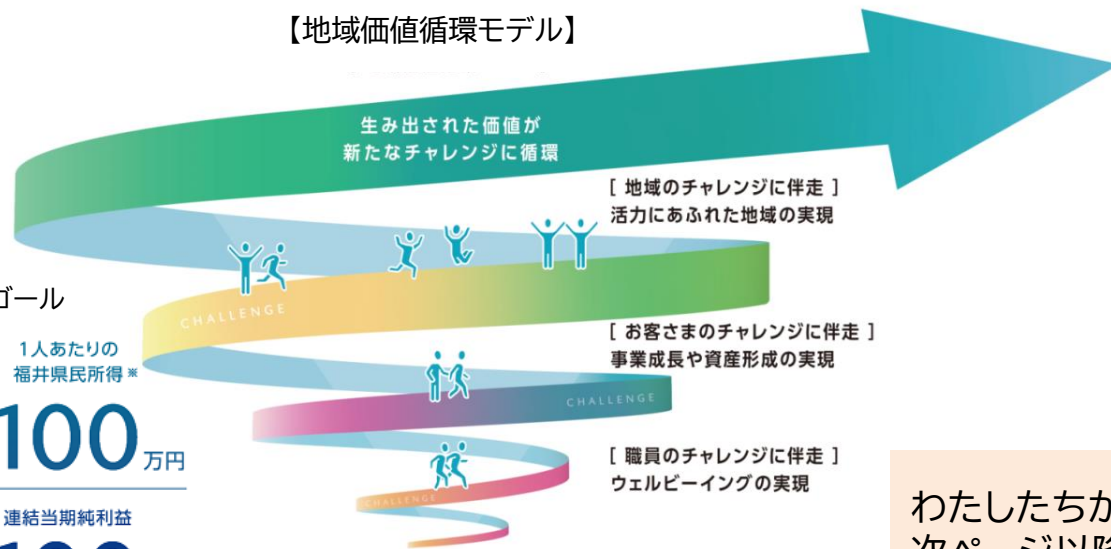 【地域価値循環モデル】
生み出された価値が
新たなチャレンジに循環
[ 地域のチャレンジに伴走 ]
活力にあふれた地域の実現
ゴール
CHALLENGE
1人あたりの
福井県民所得※
100万円
[ お客さまのチャレンジに伴走 ]
事業成長や資産形成の実現
CHALLENGE
[ 職員のチャレンジに伴走 ]
ウェルビーイングの実現
CHALLENGE
連結当期純利益
わたしたちが
次ページ以降